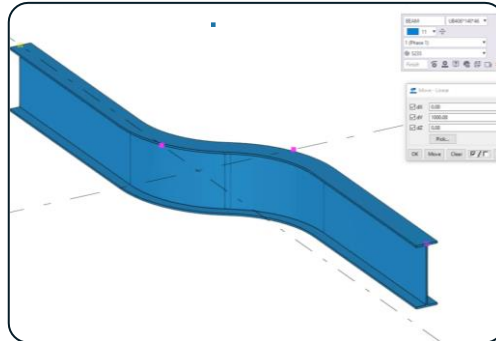 BEAM UB406*140*46
11
1 (Phase 1)
S235
Finish
Move - Linear
dX 0.00
dY 1000.00
dZ 0.00
Pick...
OK Move Clear